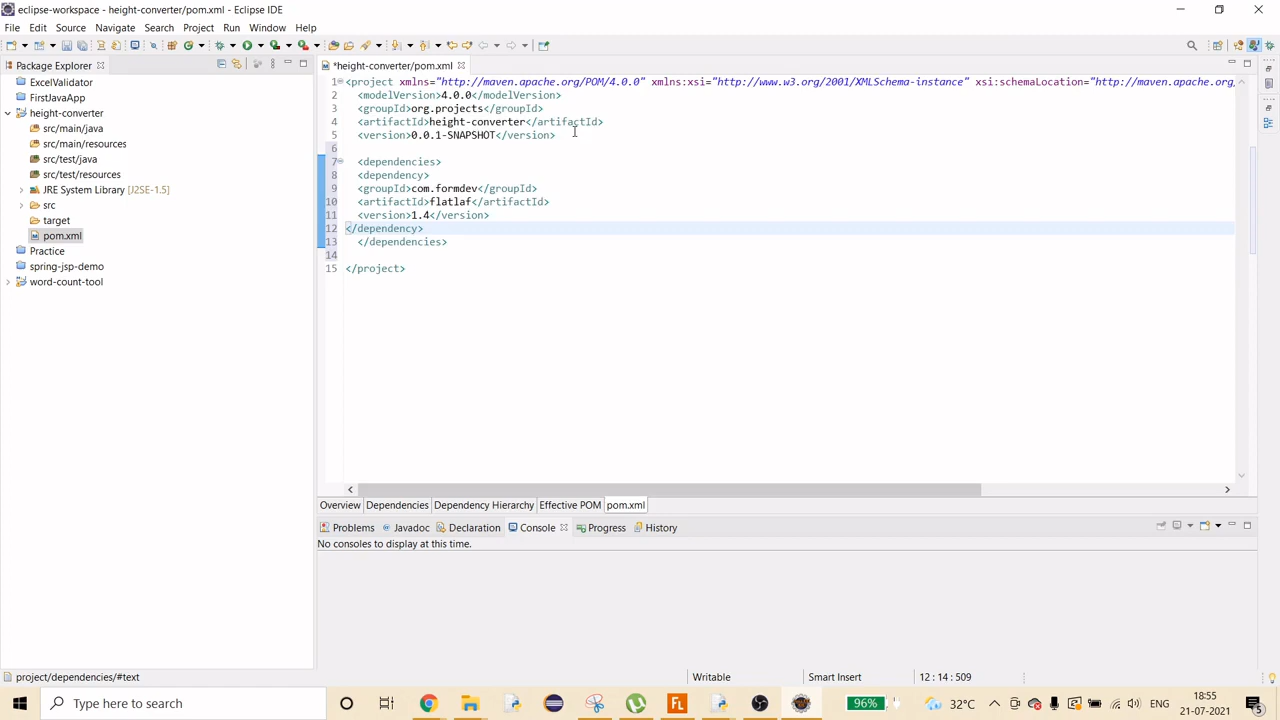 eclipse-workspace - height-converter/pom.xml - Eclipse IDE
File Edit Source Navigate Search Project Run Window Help
Package Explorer
ExcelValidator
FirstJavaApp
height-converter
src/main/java
src/main/resources
src/test/java
src/test/resources
JRE System Library [J2SE-1.5]
src
target
pom.xml
Practice
spring-jsp-demo
word-count-tool
*height-converter/pom.xml
1 <project xmlns="http://maven.apache.org/POM/4.0.0" xmlns:xsi="http://www.w3.org/2001/XMLSchema-instance" xsi:schemaLocation="http://maven.apache.org
2 <modelVersion>4.0.0</modelVersion>
3 <groupId>org.projects</groupId>
4 <artifactId>height-converter</artifactId>
5 <version>0.0.1-SNAPSHOT</version>
6
7 <dependencies>
8 <dependency>
9 <groupId>com.formdev</groupId>
10 <artifactId>flatlaf</artifactId>
11 <version>1.4</version>
12 </dependency>
13 </dependencies>
14
15 </project>
Overview Dependencies Dependency Hierarchy Effective POM pom.xml
Problems Javadoc Declaration Console Progress History
No consoles to display at this time.
project/dependencies/#text Writable Smart Insert 12 : 14 : 509
Type here to search FL 96% 32°C ENG 18:55
21-07-2021 5